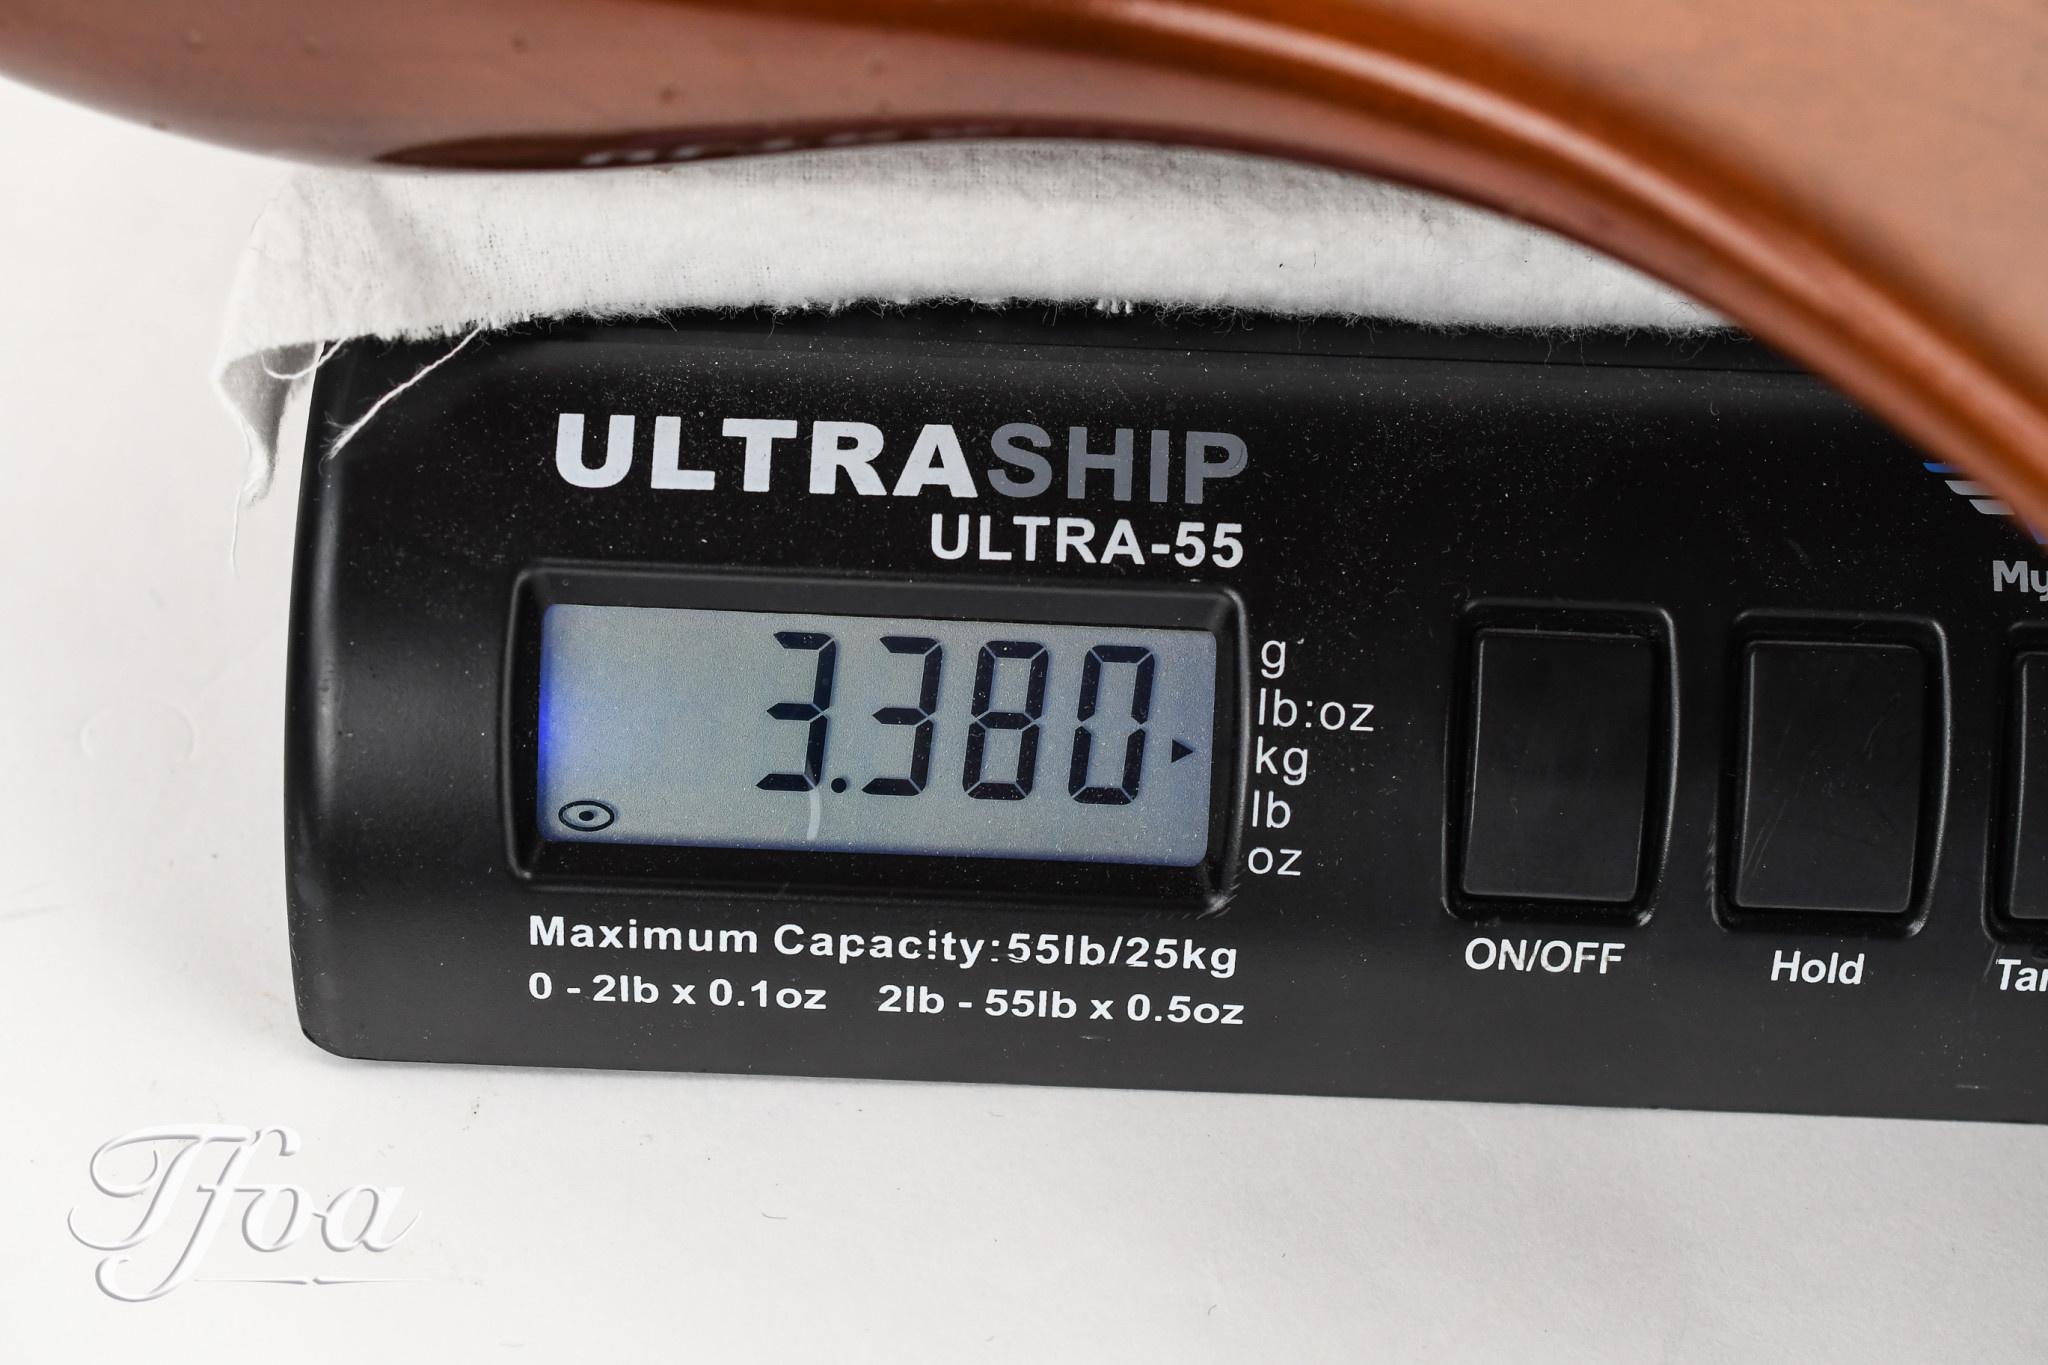 ULTRASHIP
ULTRA-55
3.380
g
lb:oz
kg
lb
oz
Maximum Capacity:55lb/25kg
0 - 2lb x 0.1oz 2lb - 55lb x 0.5oz
ON/OFF
Hold
Tfoa